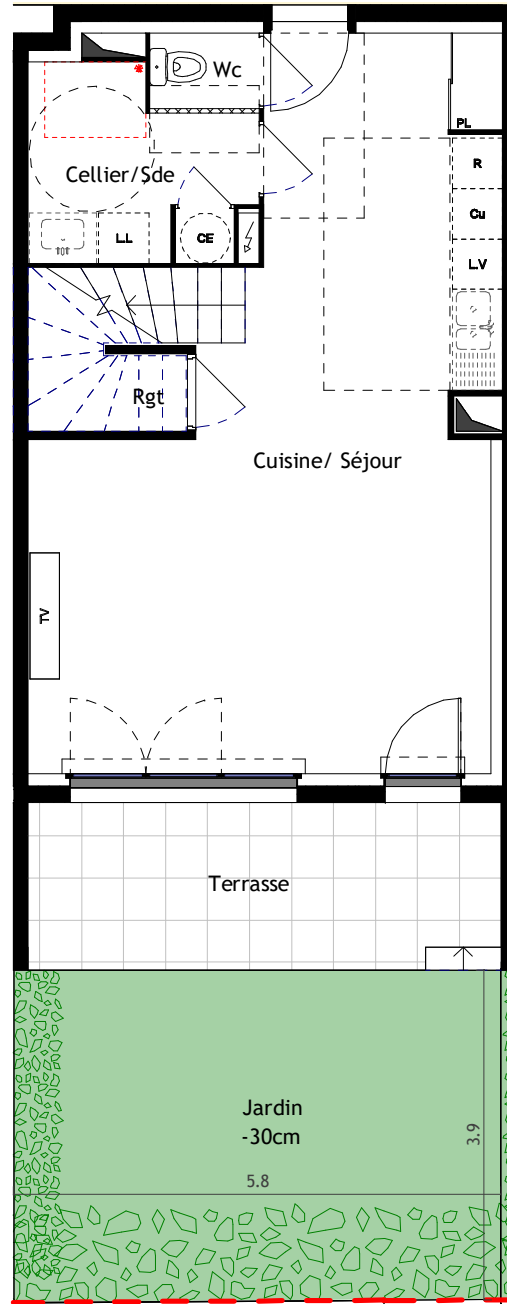 Wc
PL
R
Cellier/Sde
Cu
LL
CE
LV
Rgt
Cuisine/ Séjour
TV
Terrasse
Jardin
-30cm
3.9
5.8